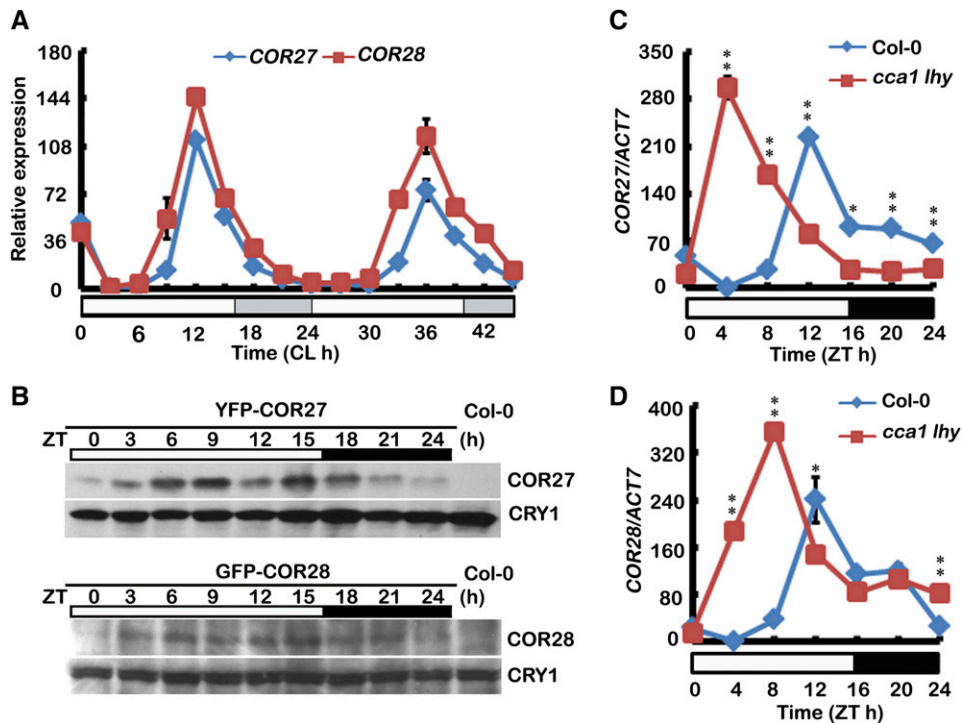 A
COR27 COR28
Relative expression
180
144
108
72
36
0
0 6 12 18 24 30 36 42
Time (CL h)
B
YFP-COR27 Col-0
ZT 0 3 6 9 12 15 18 21 24 (h)
COR27
CRY1
GFP-COR28 Col-0
ZT 0 3 6 9 12 15 18 21 24 (h)
COR28
CRY1
C
Col-0
cca1 lhy
COR27/ACT7
350
280
210
140
70
0
** ** ** * ** **
0 4 8 12 16 20 24
Time (ZT h)
D
Col-0
cca1 lhy
COR28/ACT7
400
320
240
160
80
0
** ** * **
0 4 8 12 16 20 24
Time (ZT h)